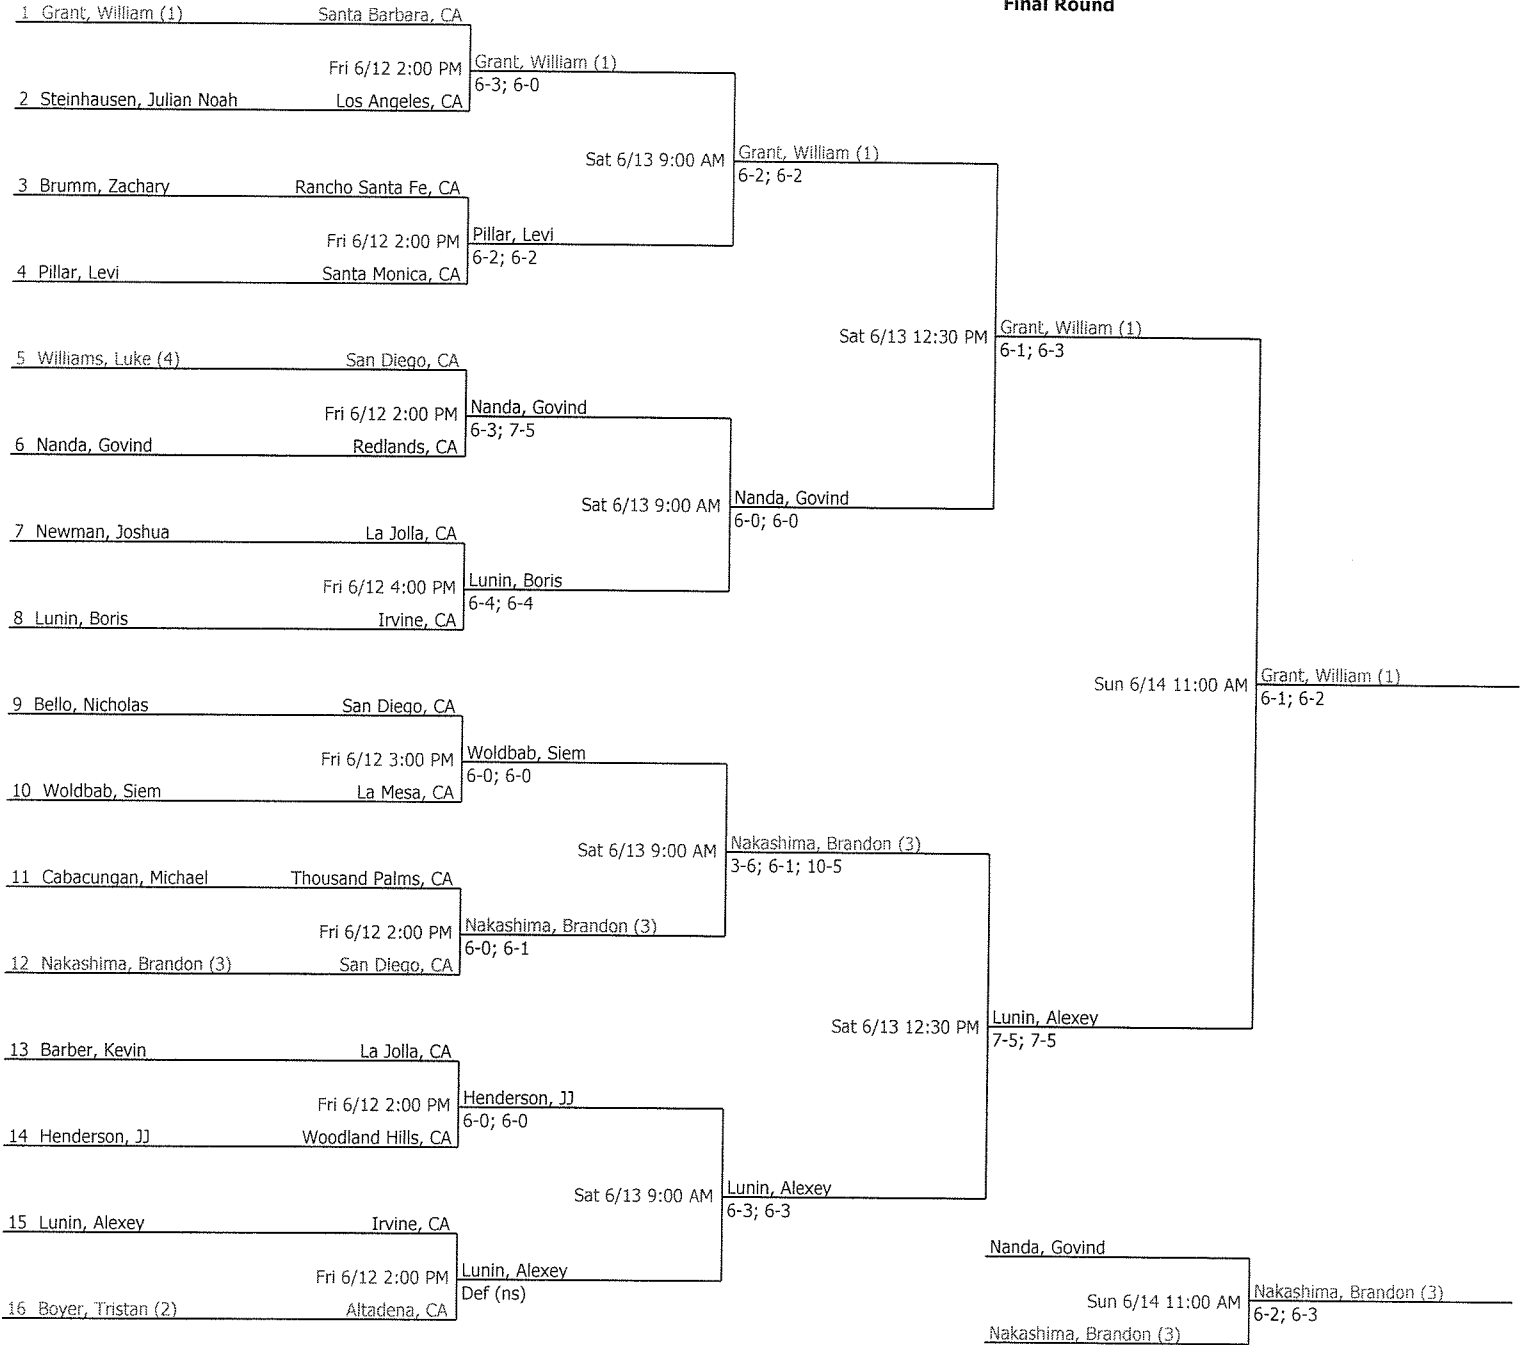 Final Round
1 Grant, William (1) Santa Barbara, CA
Fri 6/12 2:00 PM Grant, William (1)
6-3; 6-0
2 Steinhausen, Julian Noah Los Angeles, CA
Sat 6/13 9:00 AM Grant, William (1)
6-2; 6-2
3 Brumm, Zachary Rancho Santa Fe, CA
Fri 6/12 2:00 PM Pillar, Levi
6-2; 6-2
4 Pillar, Levi Santa Monica, CA
Sat 6/13 12:30 PM Grant, William (1)
6-1; 6-3
5 Williams, Luke (4) San Diego, CA
Fri 6/12 2:00 PM Nanda, Govind
6-3; 7-5
6 Nanda, Govind Redlands, CA
Sat 6/13 9:00 AM Nanda, Govind
6-0; 6-0
7 Newman, Joshua La Jolla, CA
Fri 6/12 4:00 PM Lunin, Boris
6-4; 6-4
8 Lunin, Boris Irvine, CA
Sun 6/14 11:00 AM Grant, William (1)
6-1; 6-2
9 Bello, Nicholas San Diego, CA
Fri 6/12 3:00 PM Woldbab, Siem
6-0; 6-0
10 Woldbab, Siem La Mesa, CA
Sat 6/13 9:00 AM Nakashima, Brandon (3)
3-6; 6-1; 10-5
11 Cabacungan, Michael Thousand Palms, CA
Fri 6/12 2:00 PM Nakashima, Brandon (3)
6-0; 6-1
12 Nakashima, Brandon (3) San Diego, CA
Sat 6/13 12:30 PM Lunin, Alexey
7-5; 7-5
13 Barber, Kevin La Jolla, CA
Fri 6/12 2:00 PM Henderson, JJ
6-0; 6-0
14 Henderson, JJ Woodland Hills, CA
Sat 6/13 9:00 AM Lunin, Alexey
6-3; 6-3
15 Lunin, Alexey Irvine, CA
Fri 6/12 2:00 PM Lunin, Alexey
Def (ns)
16 Boyer, Tristan (2) Altadena, CA
Nanda, Govind
Sun 6/14 11:00 AM Nakashima, Brandon (3)
6-2; 6-3
Nakashima, Brandon (3)